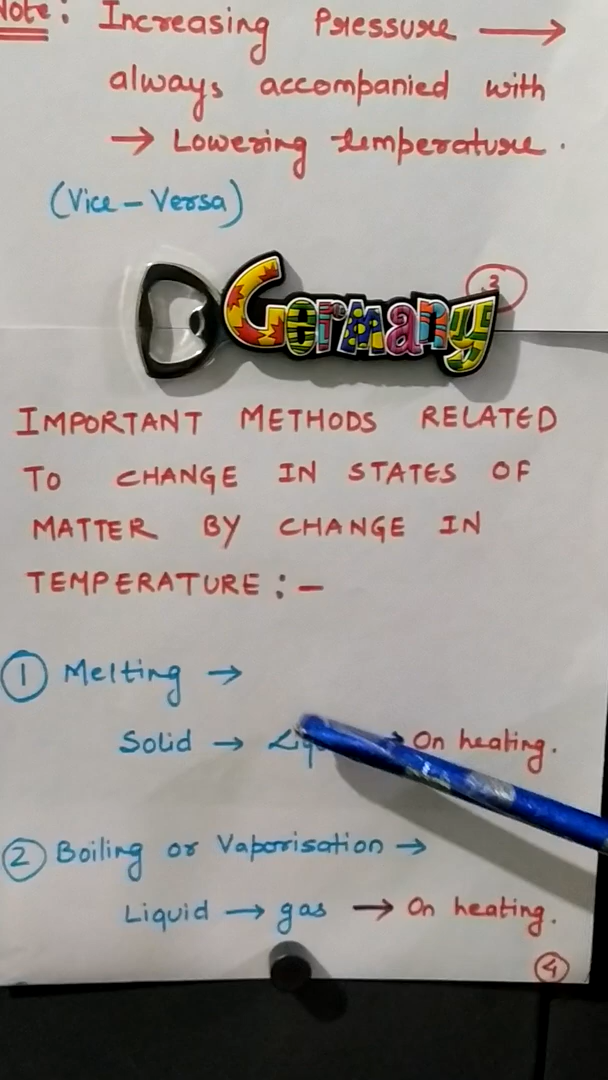 Note: Increasing Pressure →
always accompanied with
→ Lowering temperature.
(Vice-Versa)
3
Germany
IMPORTANT METHODS RELATED
TO CHANGE IN STATES OF
MATTER BY CHANGE IN
TEMPERATURE :-
① Melting →
Solid → → On heating.
② Boiling or Vaporisation →
Liquid → gas → On heating.
④